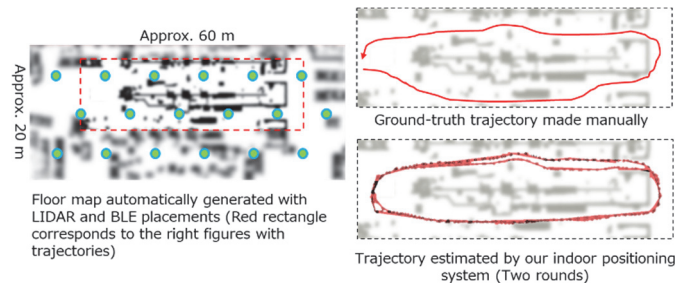 Approx. 60 m
Approx. 20 m
Floor map automatically generated with
LIDAR and BLE placements (Red rectangle
corresponds to the right figures with
trajectories)
Ground-truth trajectory made manually
Trajectory estimated by our indoor positioning
system (Two rounds)